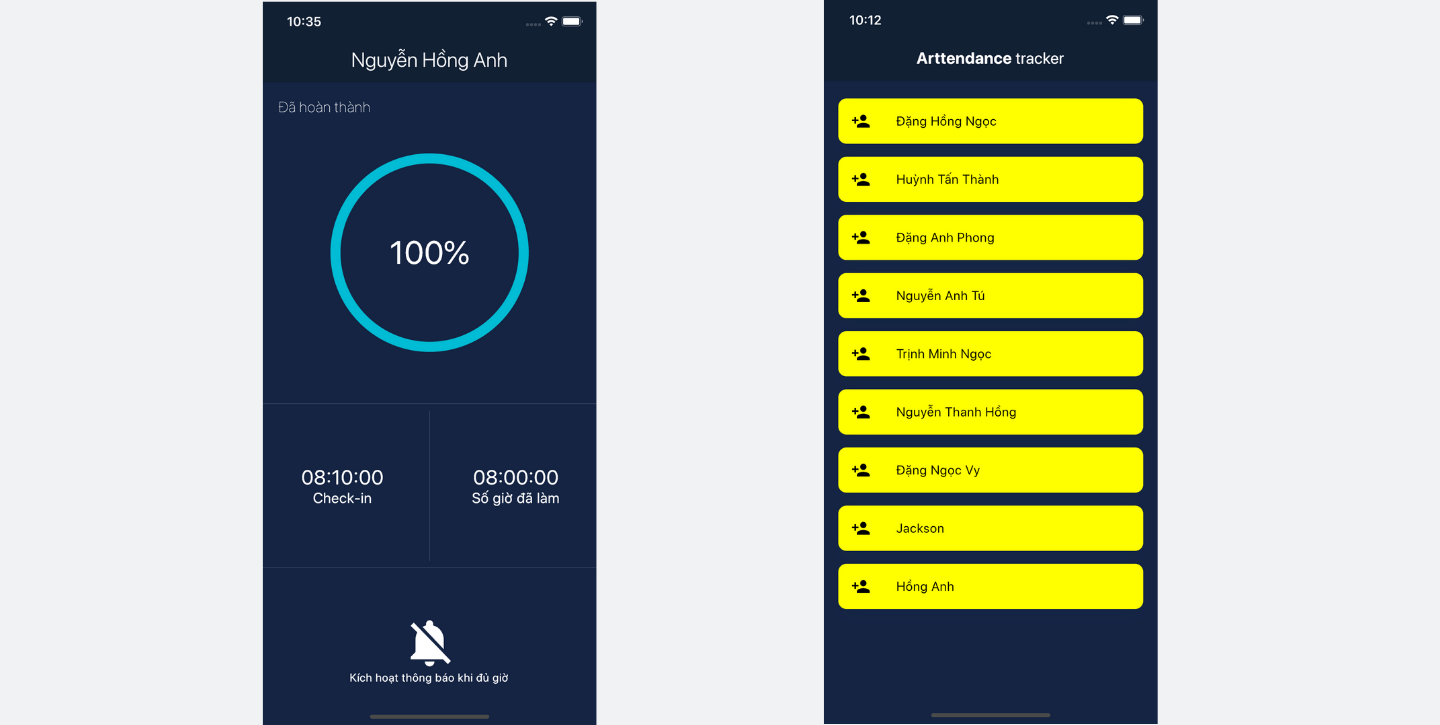 10:35
Nguyễn Hồng Anh
Đã hoàn thành
100%
08:10:00
Check-in
08:00:00
Số giờ đã làm
Kích hoạt thông báo khi đủ giờ
10:12
Arttendance tracker
Đặng Hồng Ngọc
Huỳnh Tấn Thành
Đặng Anh Phong
Nguyễn Anh Tú
Trịnh Minh Ngọc
Nguyễn Thanh Hồng
Đặng Ngọc Vy
Jackson
Hồng Anh